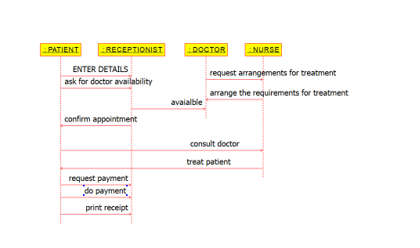 : PATIENT
: RECEPTIONIST
: DOCTOR
: NURSE
ENTER DETAILS
request arrangements for treatment
ask for doctor availability
arrange the requirements for treatment
avaialble
confirm appointment
consult doctor
treat patient
request payment
do payment
print receipt